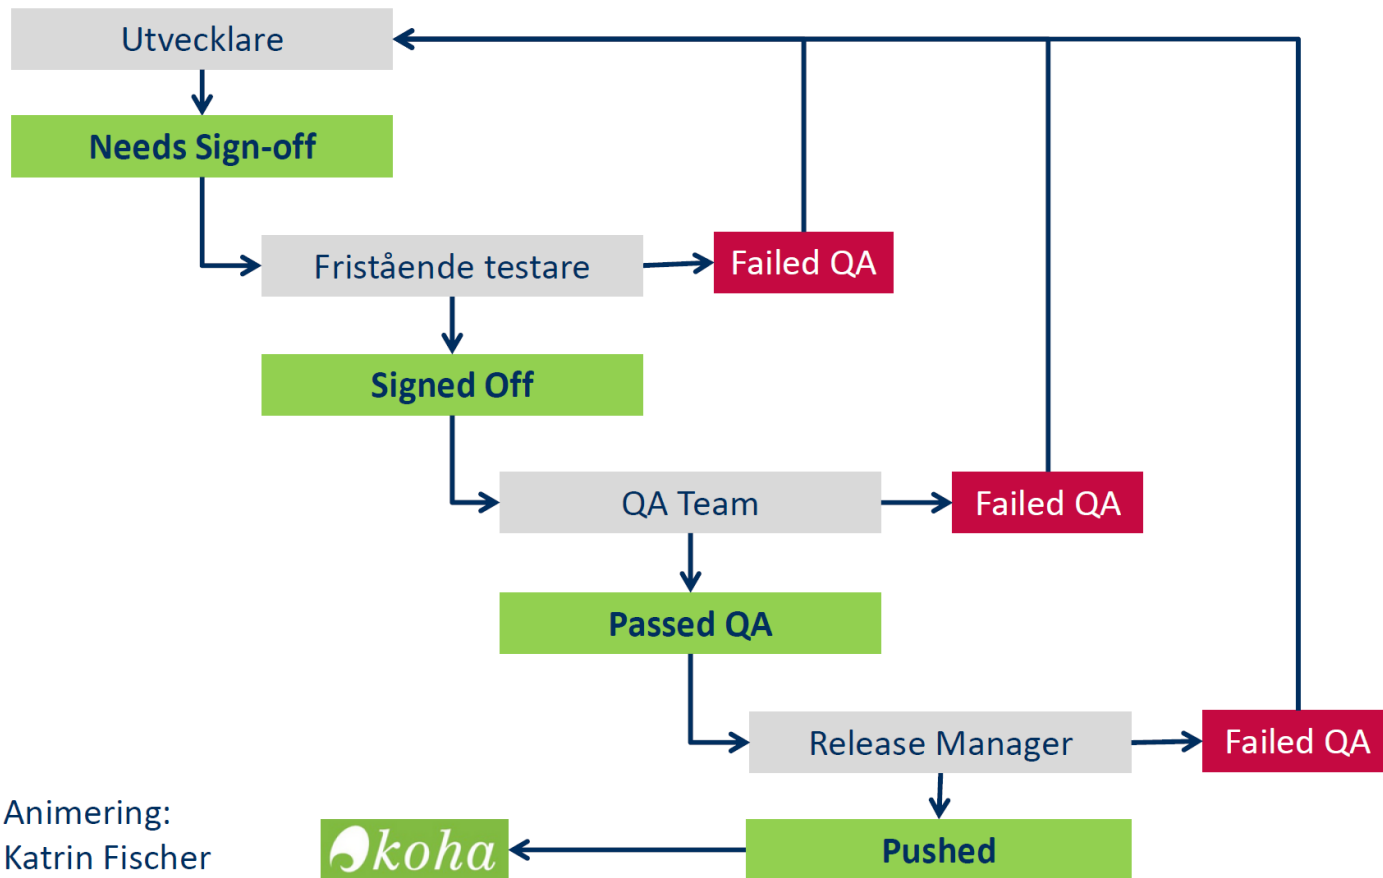 Utvecklare
Needs Sign-off
Fristående testare
Failed QA
Signed Off
QA Team
Failed QA
Passed QA
Release Manager
Failed QA
Animering:
Katrin Fischer
koha
Pushed